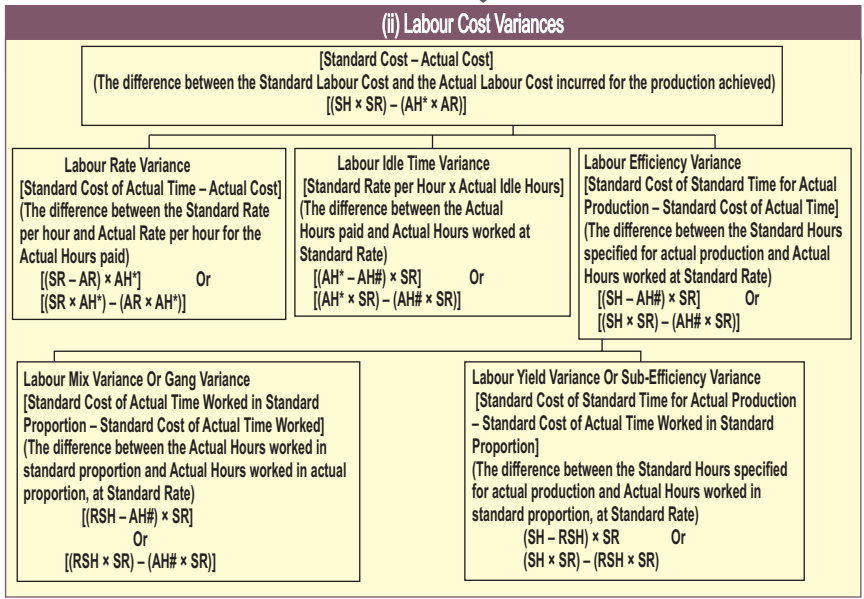 (ii) Labour Cost Variances
[Standard Cost – Actual Cost]
(The difference between the Standard Labour Cost and the Actual Labour Cost incurred for the production achieved)
[(SH × SR) – (AH* × AR)]
Labour Rate Variance
[Standard Cost of Actual Time – Actual Cost]
(The difference between the Standard Rate
per hour and Actual Rate per hour for the
Actual Hours paid)
[(SR – AR) × AH*] Or
[(SR × AH*) – (AR × AH*)]
Labour Idle Time Variance
[Standard Rate per Hour x Actual Idle Hours]
(The difference between the Actual
Hours paid and Actual Hours worked at
Standard Rate)
[(AH* – AH#) × SR] Or
[(AH* × SR) – (AH# × SR)]
Labour Efficiency Variance
[Standard Cost of Standard Time for Actual
Production – Standard Cost of Actual Time]
(The difference between the Standard Hours
specified for actual production and Actual
Hours worked at Standard Rate)
[(SH – AH#) × SR] Or
[(SH × SR) – (AH# × SR)]
Labour Mix Variance Or Gang Variance
[Standard Cost of Actual Time Worked in Standard
Proportion – Standard Cost of Actual Time Worked]
(The difference between the Actual Hours worked in
standard proportion and Actual Hours worked in actual
proportion, at Standard Rate)
[(RSH – AH#) × SR]
Or
[(RSH × SR) – (AH# × SR)]
Labour Yield Variance Or Sub-Efficiency Variance
[Standard Cost of Standard Time for Actual Production
– Standard Cost of Actual Time Worked in Standard
Proportion]
(The difference between the Standard Hours specified
for actual production and Actual Hours worked in
standard proportion, at Standard Rate)
(SH – RSH) × SR Or
(SH × SR) – (RSH × SR)